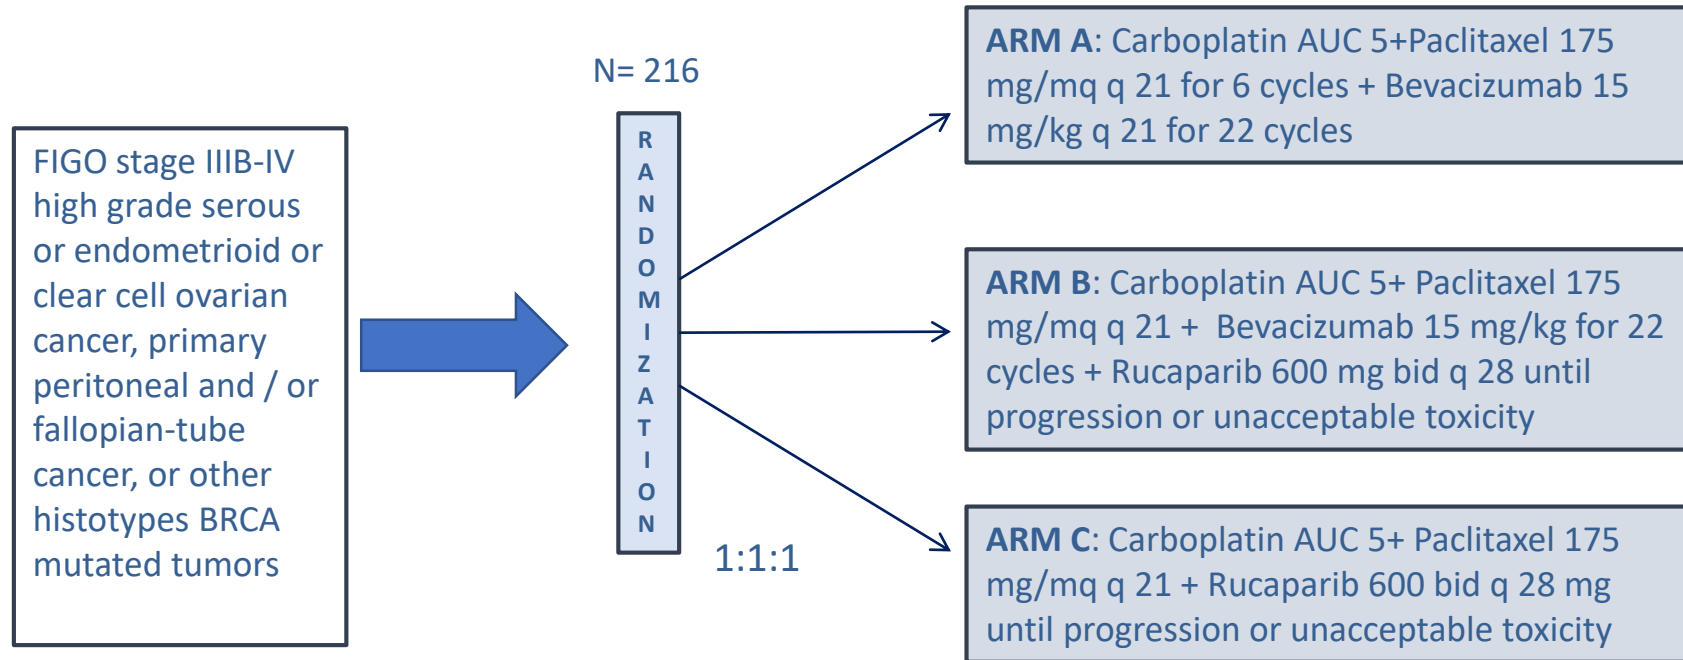 FIGO stage IIIB-IV
high grade serous
or endometrioid or
clear cell ovarian
cancer, primary
peritoneal and / or
fallopian-tube
cancer, or other
histotypes BRCA
mutated tumors
N= 216
R
A
N
D
O
M
I
Z
A
T
I
O
N
1:1:1
ARM A: Carboplatin AUC 5+Paclitaxel 175
mg/mq q 21 for 6 cycles + Bevacizumab 15
mg/kg q 21 for 22 cycles
ARM B: Carboplatin AUC 5+ Paclitaxel 175
mg/mq q 21 + Bevacizumab 15 mg/kg for 22
cycles + Rucaparib 600 mg bid q 28 until
progression or unacceptable toxicity
ARM C: Carboplatin AUC 5+ Paclitaxel 175
mg/mq q 21 + Rucaparib 600 bid q 28 mg
until progression or unacceptable toxicity